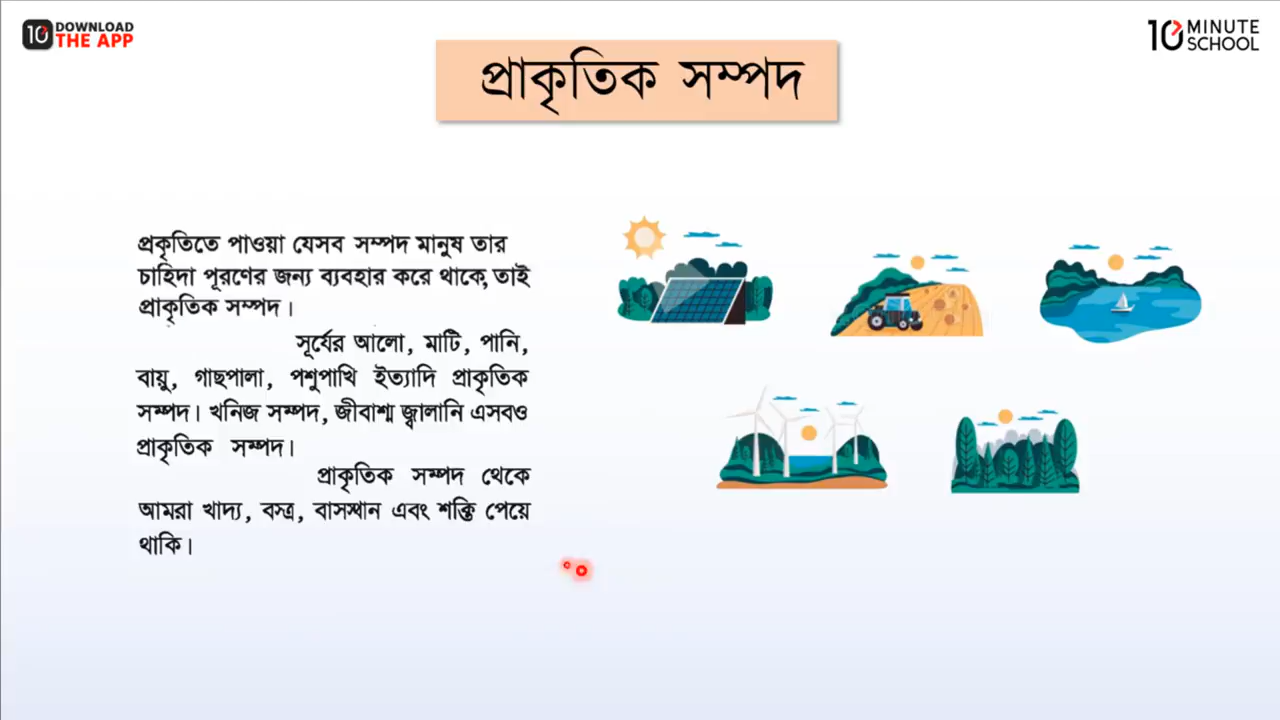 DOWNLOAD
THE APP
10 MINUTE
SCHOOL
প্রাকৃতিক সম্পদ
প্রকৃতিতে পাওয়া যেসব সম্পদ মানুষ তার
চাহিদা পূরণের জন্য ব্যবহার করে থাকে, তাই
প্রাকৃতিক সম্পদ।
সূর্যের আলো, মাটি, পানি,
বায়ু, গাছপালা, পশুপাখি ইত্যাদি প্রাকৃতিক
সম্পদ। খনিজ সম্পদ, জীবাশ্ম জ্বালানি এসবও
প্রাকৃতিক সম্পদ।
প্রাকৃতিক সম্পদ থেকে
আমরা খাদ্য, বস্ত্র, বাসস্থান এবং শক্তি পেয়ে
থাকি।